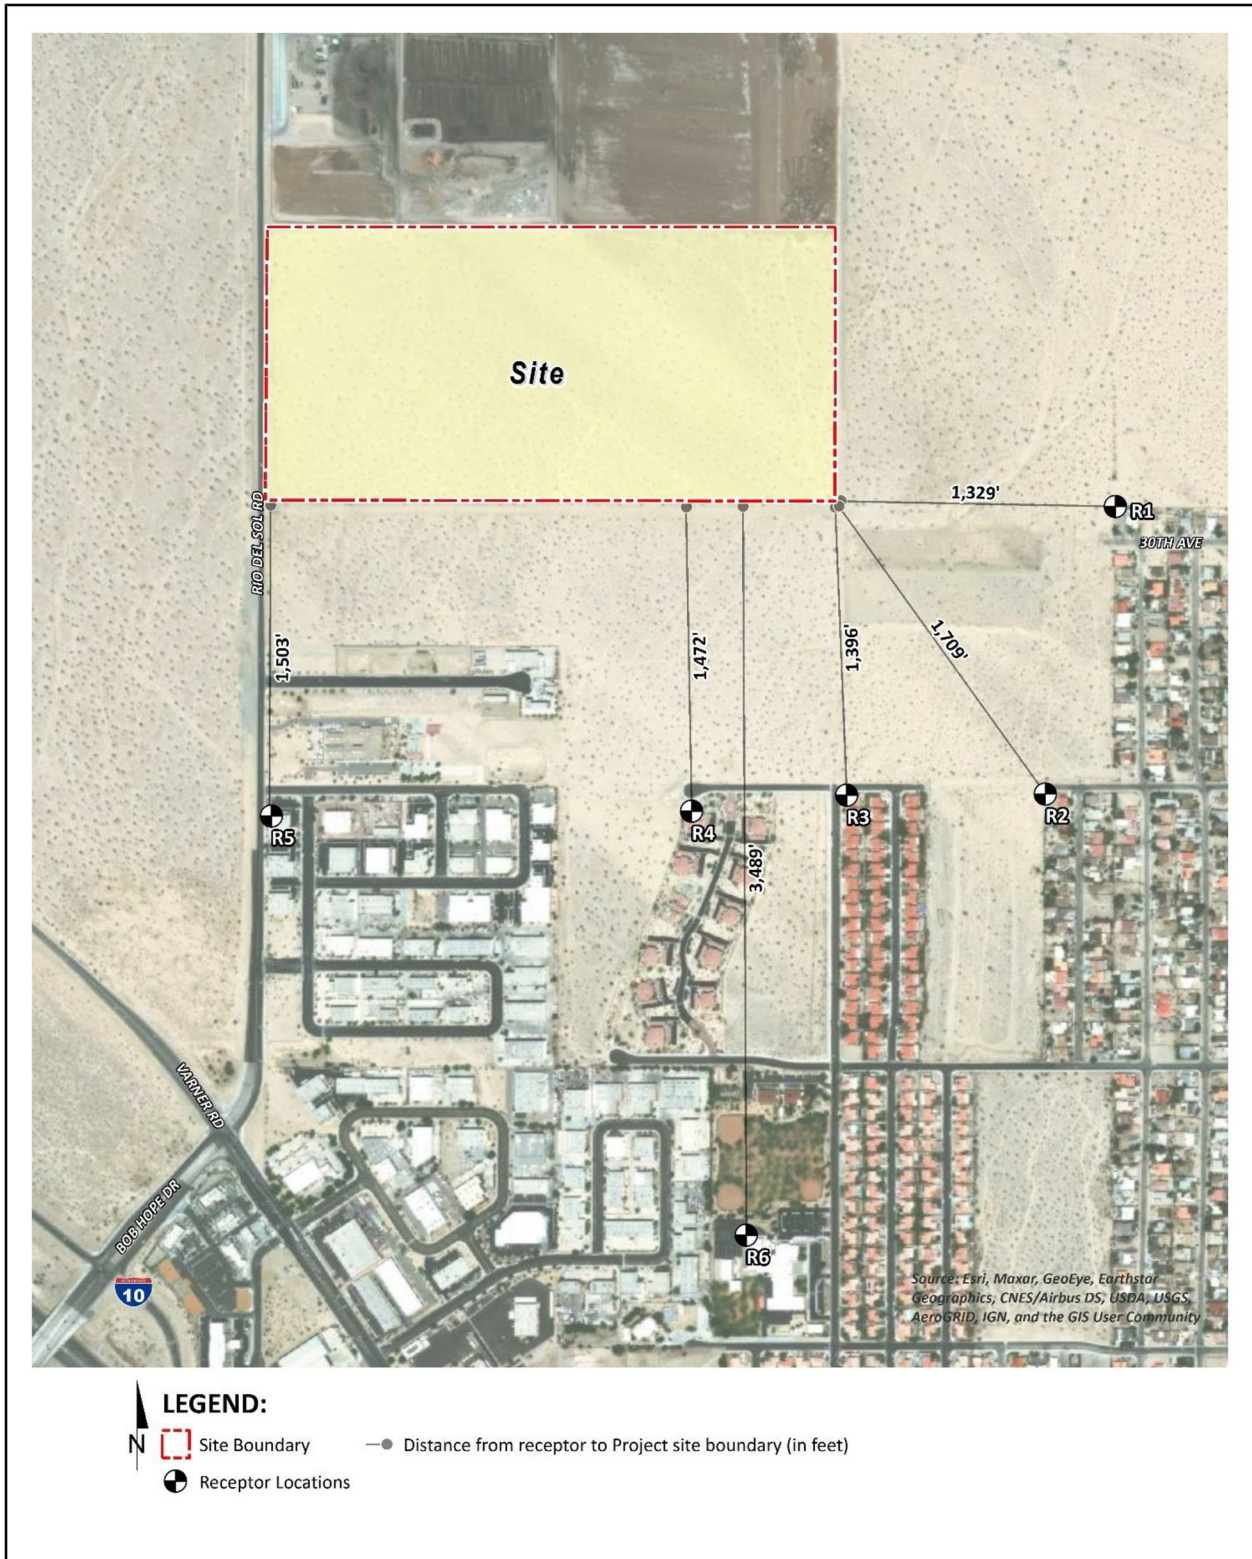 Site
1,329'
R1
30TH AVE
RIO DEL SOL RD
1,503'
1,472'
1,396'
1,709'
R5
R4
R3
R2
3,489'
VARNER RD
BOB HOPE DR
R6
INTERSTATE
10
Source: Esri, Maxar, GeoEye, Earthstar
Geographics, CNES/Airbus DS, USDA, USGS,
AeroGRID, IGN, and the GIS User Community
LEGEND:
N
Site Boundary
Distance from receptor to Project site boundary (in feet)
Receptor Locations